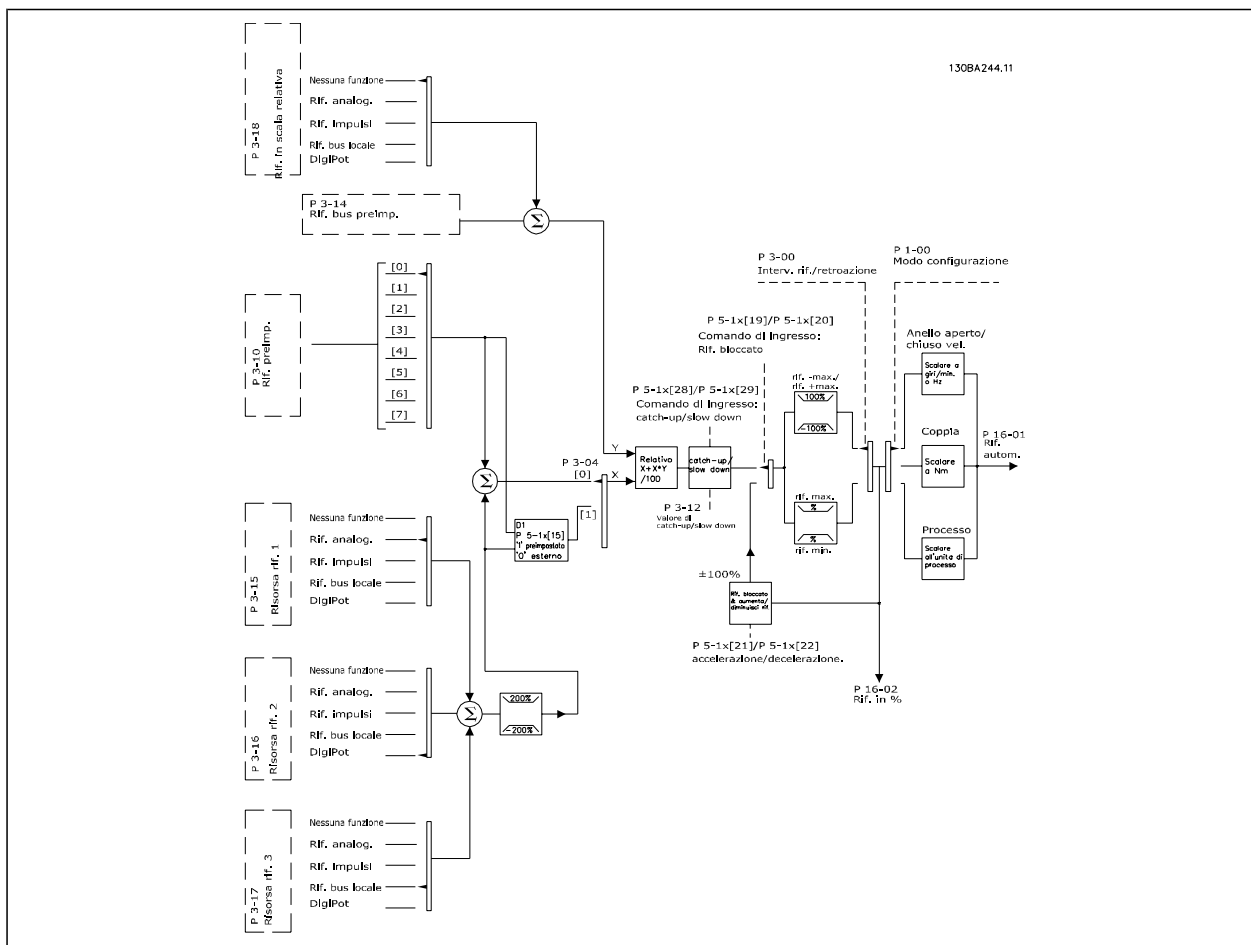 130BA244.11
P 3-18
Rif. in scala relativa
Nessuna funzione
Rif. analog.
Rif. impulsi
Rif. bus locale
DigiPot
P 3-14
Rif. bus preimp.
Σ
P 3-10
Rif. preimp.
[0]
[1]
[2]
[3]
[4]
[5]
[6]
[7]
Y
X
Σ
P 3-04
[0]
[1]
D1
P 5-1x[15]
'1' preimpostato
'0' esterno
Relativo
X+X*Y
/100
P 5-1x[28]/P 5-1x[29]
Comando di ingresso:
catch-up/slow down
catch-up/
slow down
P 3-12
Valore di
catch-up/slow down
P 5-1x[19]/P 5-1x[20]
Comando di ingresso:
Rif. bloccato
P 3-00
Interv. rif./retroazione
P 1-00
Modo configurazione
rif. -max./
rif. +max.
100%
-100%
rif. max.
%
%
rif. min.
Anello aperto/
chiuso vel.
Scalare a
giri/min.
o Hz
Coppia
Scalare
a Nm
Processo
Scalare
all'unità di
processo
P 16-01
Rif.
autom.
±100%
Rif. bloccato
& aumenta/
diminuisci rif.
P 5-1x[21]/P 5-1x[22]
accelerazione/decelerazione.
P 16-02
Rif. in %
P 3-15
Risorsa rif. 1
Nessuna funzione
Rif. analog.
Rif. impulsi
Rif. bus locale
DigiPot
P 3-16
Risorsa rif. 2
Nessuna funzione
Rif. analog.
Rif. impulsi
Rif. bus locale
DigiPot
Σ
200%
-200%
P 3-17
Risorsa rif. 3
Nessuna funzione
Rif. analog.
Rif. impulsi
Rif. bus locale
DigiPot